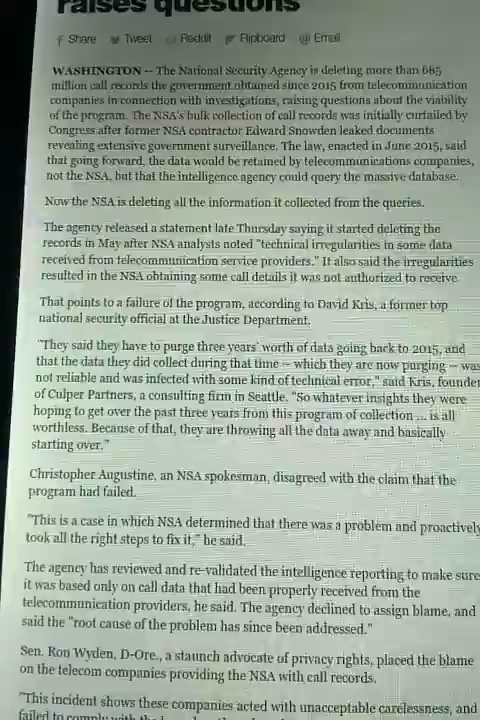 raises questions
Share Tweet Reddit Flipboard Email
WASHINGTON -- The National Security Agency is deleting more than 685
million call records the government obtained since 2015 from telecommunication
companies in connection with investigations, raising questions about the viability
of the program. The NSA's bulk collection of call records was initially curtailed by
Congress after former NSA contractor Edward Snowden leaked documents
revealing extensive government surveillance. The law, enacted in June 2015, said
that going forward, the data would be retained by telecommunications companies,
not the NSA, but that the intelligence agency could query the massive database.
Now the NSA is deleting all the information it collected from the queries.
The agency released a statement late Thursday saying it started deleting the
records in May after NSA analysts noted "technical irregularities in some data
received from telecommunication service providers." It also said the irregularities
resulted in the NSA obtaining some call details it was not authorized to receive.
That points to a failure of the program, according to David Kris, a former top
national security official at the Justice Department.
"They said they have to purge three years' worth of data going back to 2015, and
that the data they did collect during that time -- which they are now purging -- was
not reliable and was infected with some kind of technical error," said Kris, founder
of Culper Partners, a consulting firm in Seattle. "So whatever insights they were
hoping to get over the past three years from this program of collection ... is all
worthless. Because of that, they are throwing all the data away and basically
starting over."
Christopher Augustine, an NSA spokesman, disagreed with the claim that the
program had failed.
"This is a case in which NSA determined that there was a problem and proactively
took all the right steps to fix it," he said.
The agency has reviewed and re-validated the intelligence reporting to make sure
it was based only on call data that had been properly received from the
telecommunication providers, he said. The agency declined to assign blame, and
said the "root cause of the problem has since been addressed."
Sen. Ron Wyden, D-Ore., a staunch advocate of privacy rights, placed the blame
on the telecom companies providing the NSA with call records.
"This incident shows these companies acted with unacceptable carelessness, and
failed to comply with the